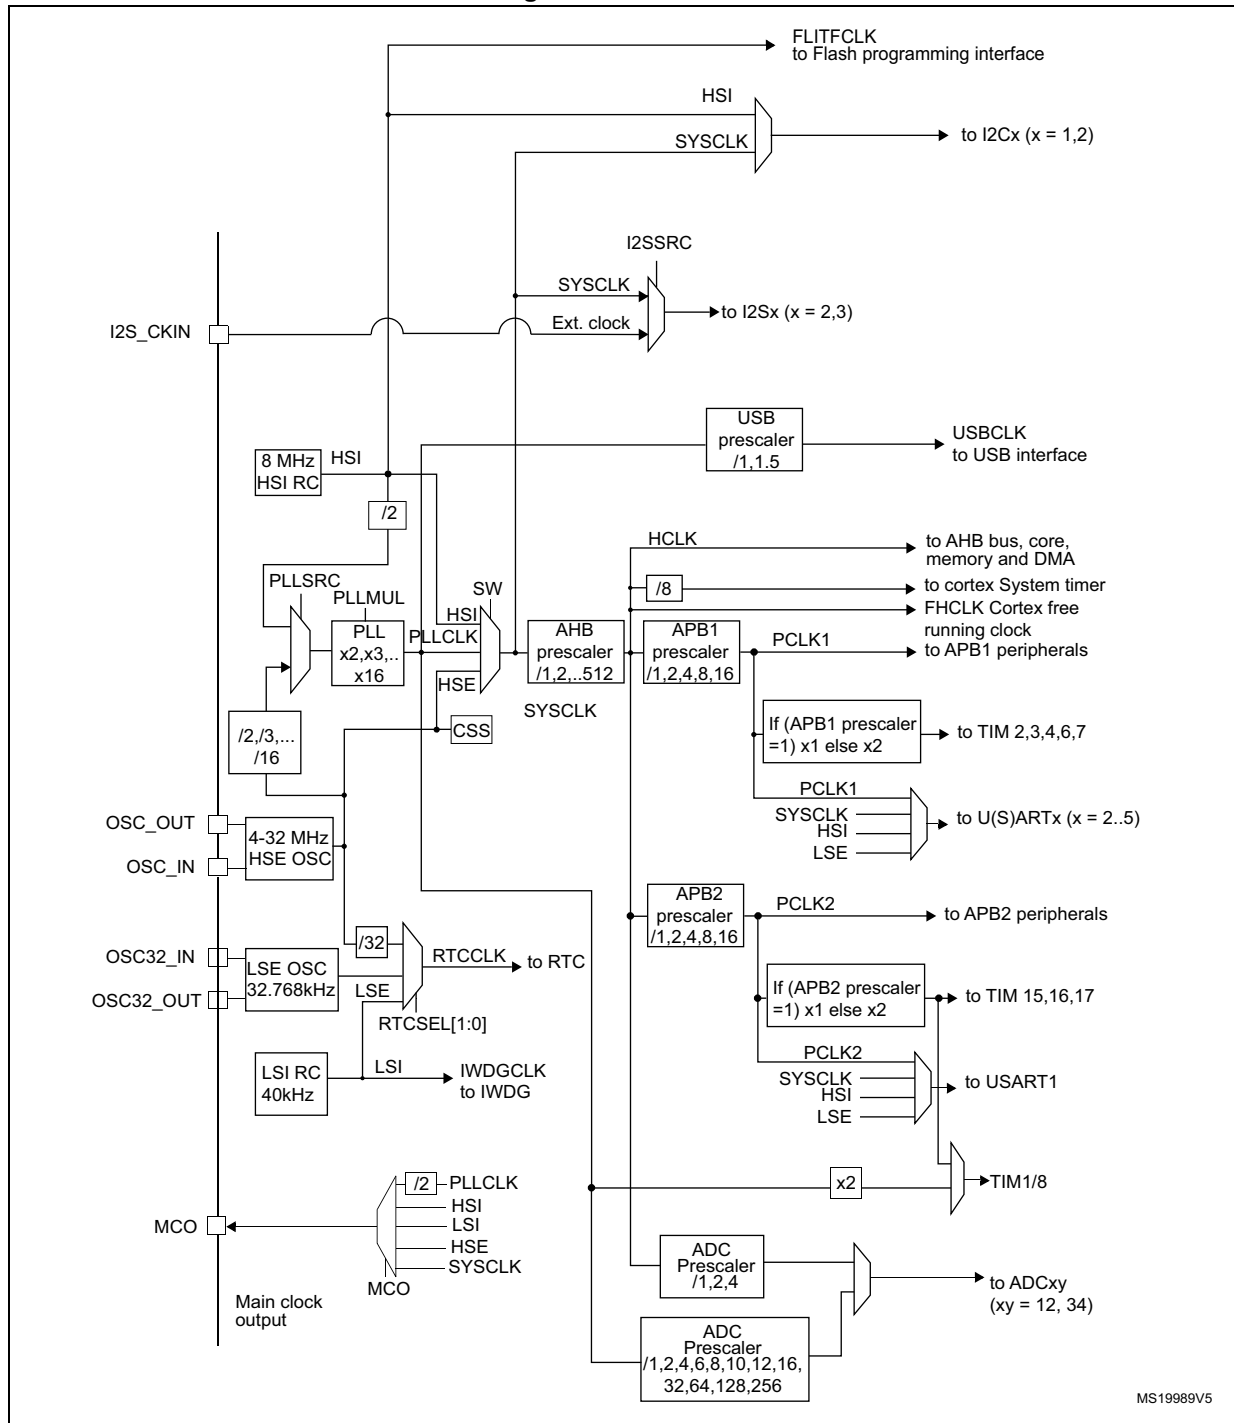 FLITFCLK
to Flash programming interface
HSI
SYSCLK
to I2Cx (x = 1,2)
I2SSRC
SYSCLK
to I2Sx (x = 2,3)
I2S_CKIN
Ext. clock
USB
prescaler
/1,1.5
USBCLK
to USB interface
8 MHz
HSI RC
HSI
/2
HCLK
to AHB bus, core,
memory and DMA
/8
to cortex System timer
FHCLK Cortex free
running clock
PLLSRC
PLLMUL
PLL
x2,x3,..
x16
PLLCLK
SW
HSI
HSE
AHB
prescaler
/1,2,..512
SYSCLK
APB1
prescaler
/1,2,4,8,16
PCLK1
to APB1 peripherals
/2,/3,...
/16
CSS
If (APB1 prescaler
=1) x1 else x2
to TIM 2,3,4,6,7
PCLK1
SYSCLK
HSI
LSE
to U(S)ARTx (x = 2..5)
OSC_OUT
OSC_IN
4-32 MHz
HSE OSC
APB2
prescaler
/1,2,4,8,16
PCLK2
to APB2 peripherals
/32
OSC32_IN
OSC32_OUT
LSE OSC
32.768kHz
LSE
RTCCLK
to RTC
RTCSEL[1:0]
If (APB2 prescaler
=1) x1 else x2
to TIM 15,16,17
LSI RC
40kHz
LSI
IWDGCLK
to IWDG
PCLK2
SYSCLK
HSI
LSE
to USART1
x2
TIM1/8
MCO
/2
PLLCLK
HSI
LSI
HSE
SYSCLK
MCO
Main clock
output
ADC
Prescaler
/1,2,4
to ADCxy
(xy = 12, 34)
ADC
Prescaler
/1,2,4,6,8,10,12,16,
32,64,128,256
MS19989V5